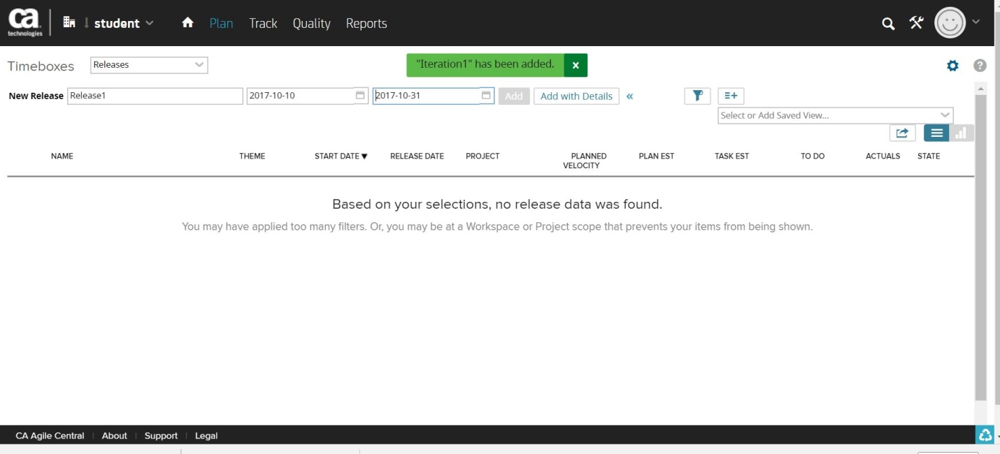 ca
technologies
student
Plan Track Quality Reports
Timeboxes Releases
"Iteration1" has been added. x
New Release Release1 2017-10-10 2017-10-31 Add Add with Details «
Select or Add Saved View...
NAME THEME START DATE ▼ RELEASE DATE PROJECT PLANNED VELOCITY PLAN EST TASK EST TO DO ACTUALS STATE
Based on your selections, no release data was found.
You may have applied too many filters. Or, you may be at a Workspace or Project scope that prevents your items from being shown.
CA Agile Central | About | Support | Legal